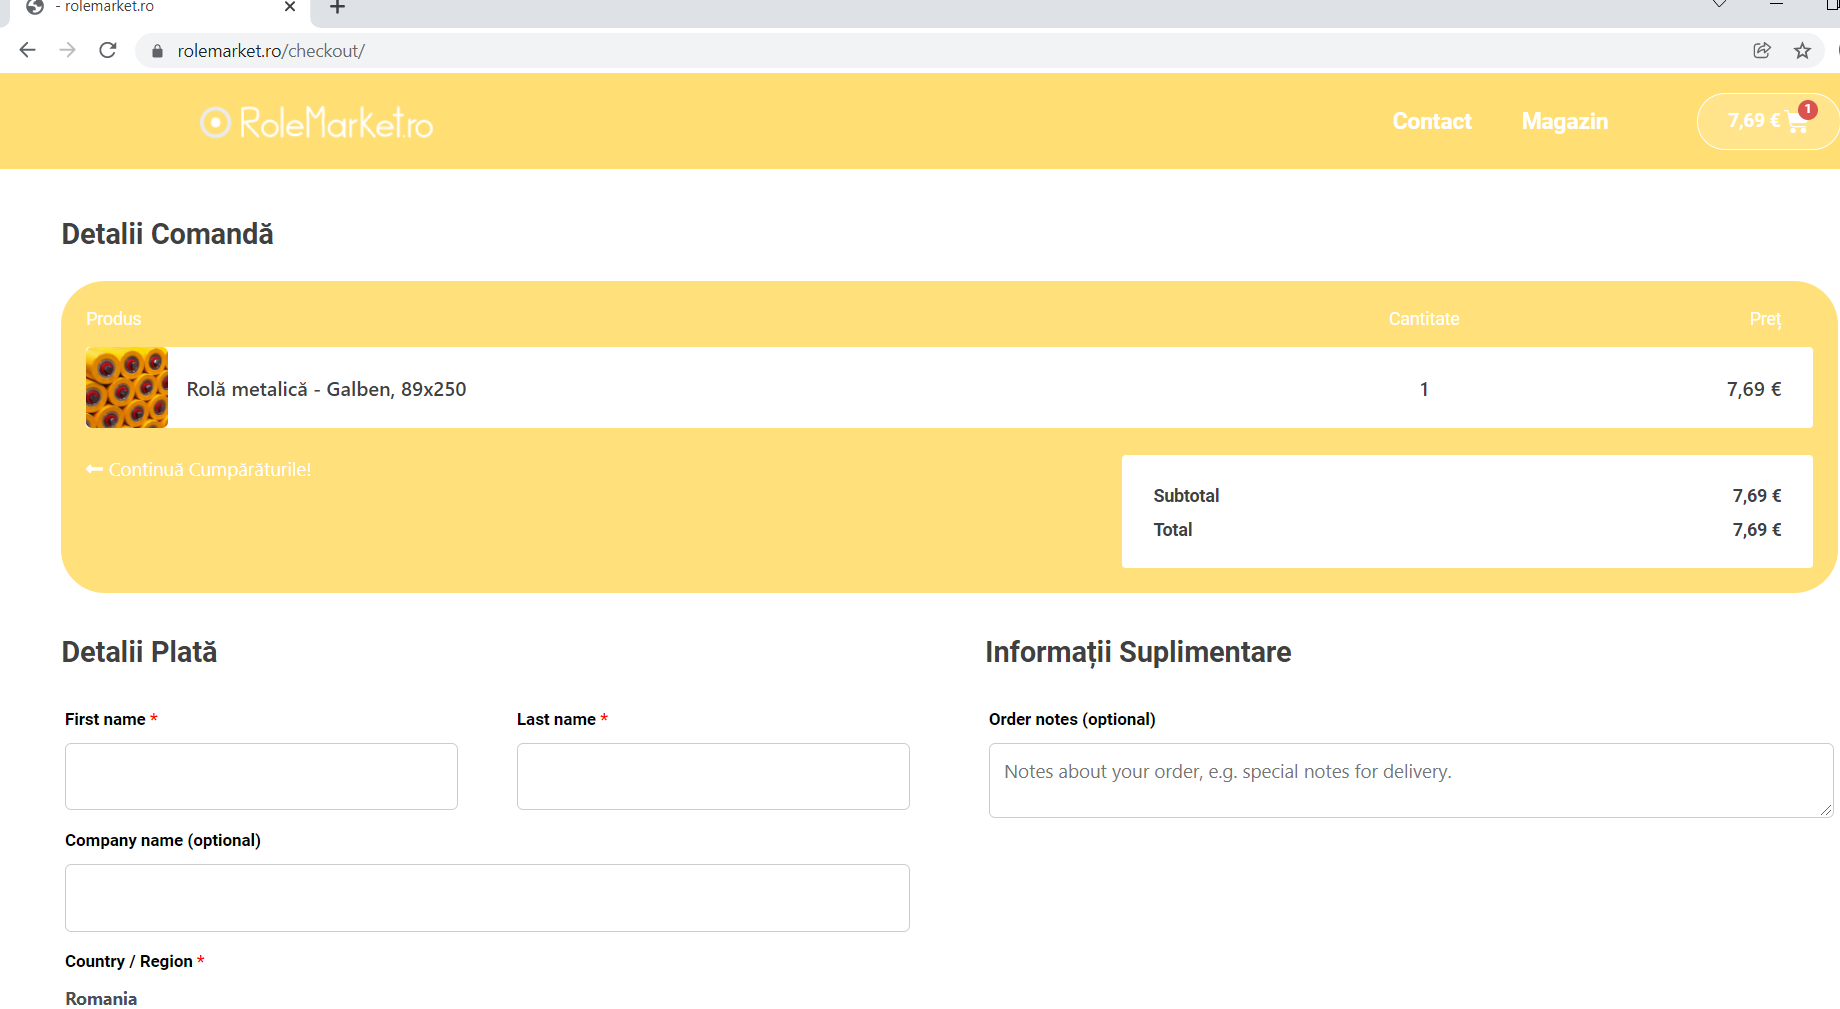 - rolemarket.ro
rolemarket.ro/checkout/
RoleMarket.ro
Contact
Magazin
7,69 €
1
Detalii Comandă
Produs
Cantitate
Preț
Rolă metalică - Galben, 89x250
1
7,69 €
Continuă Cumpărăturile!
Subtotal
7,69 €
Total
7,69 €
Detalii Plată
Informații Suplimentare
First name *
Last name *
Order notes (optional)
Notes about your order, e.g. special notes for delivery.
Company name (optional)
Country / Region *
Romania